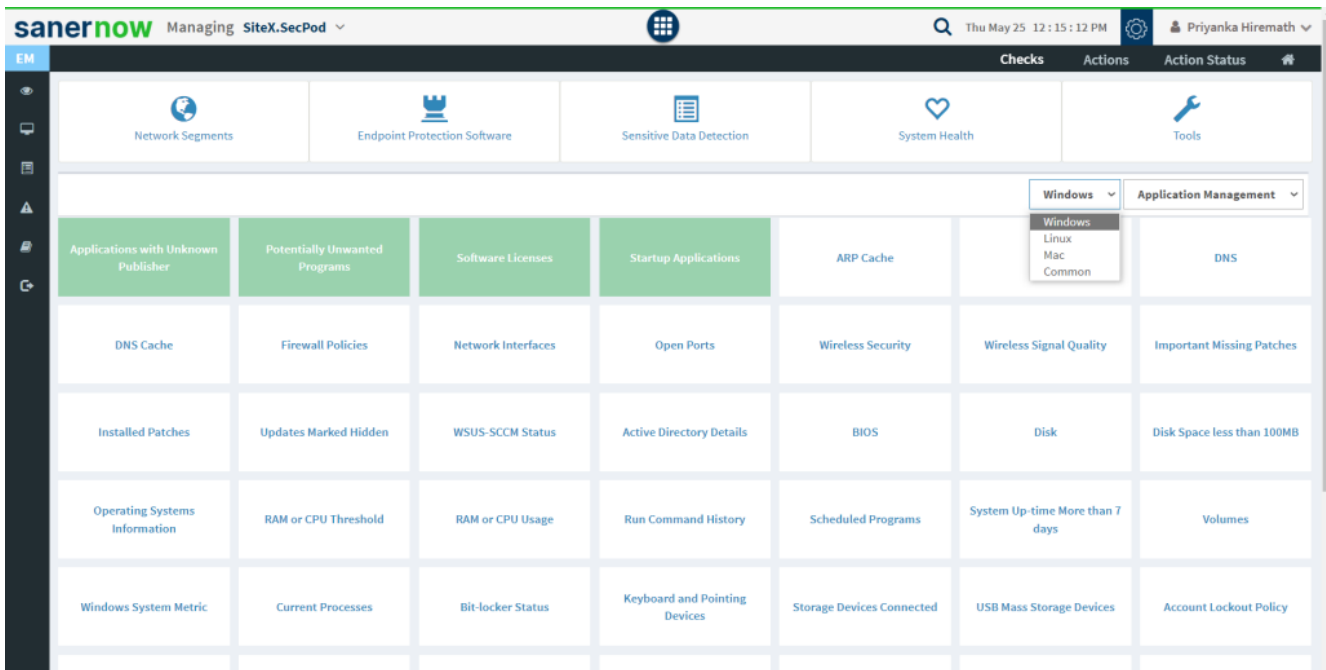 sanernow Managing SiteX.SecPod Thu May 25 12:15:12 PM Priyanka Hiremath
EM Checks Actions Action Status
Network Segments Endpoint Protection Software Sensitive Data Detection System Health Tools
Windows Application Management
Windows
Linux
Mac
Common
Applications with Unknown
Publisher
Potentially Unwanted
Programs
Software Licenses
Startup Applications
ARP Cache
DNS
DNS Cache
Firewall Policies
Network Interfaces
Open Ports
Wireless Security
Wireless Signal Quality
Important Missing Patches
Installed Patches
Updates Marked Hidden
WSUS-SCCM Status
Active Directory Details
BIOS
Disk
Disk Space less than 100MB
Operating Systems
Information
RAM or CPU Threshold
RAM or CPU Usage
Run Command History
Scheduled Programs
System Up-time More than 7
days
Volumes
Windows System Metric
Current Processes
Bit-locker Status
Keyboard and Pointing
Devices
Storage Devices Connected
USB Mass Storage Devices
Account Lockout Policy